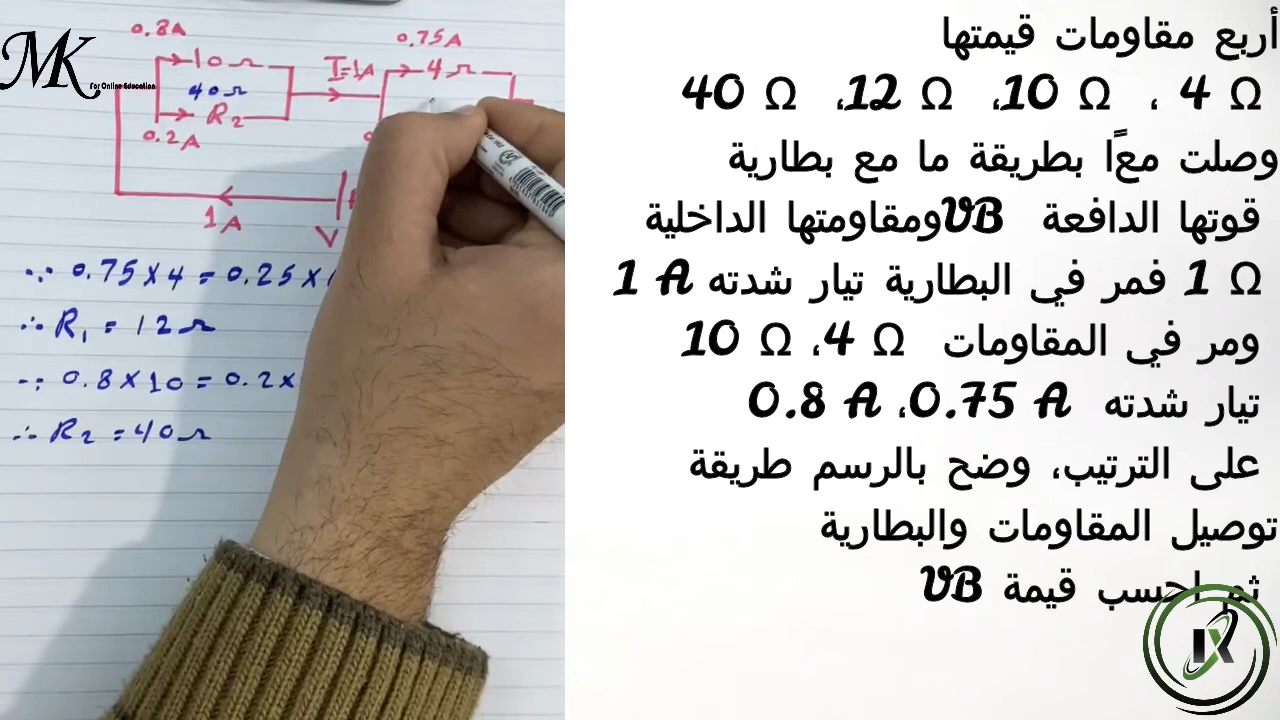 0.8A
0.75A
MK
For Online Education
10Ω
I=1A
4Ω
40Ω
R₂
0.2A
1A
V
∵ 0.75×4 = 0.25×
∴ R₁ = 12Ω
∵ 0.8×10 = 0.2×
∴ R₂ = 40Ω
أربع مقاومات قيمتها
4 Ω ، 10 Ω ،12 Ω ، 40 Ω
وصلت معًا بطريقة ما مع بطارية
قوتها الدافعة VB ومقاومتها الداخلية
1 Ω فمر في البطارية تيار شدته 1 A
ومر في المقاومات 4 Ω ،10 Ω
تيار شدته 0.75 A ،0.8 A
على الترتيب، وضح بالرسم طريقة
توصيل المقاومات والبطارية
ثم احسب قيمة VB